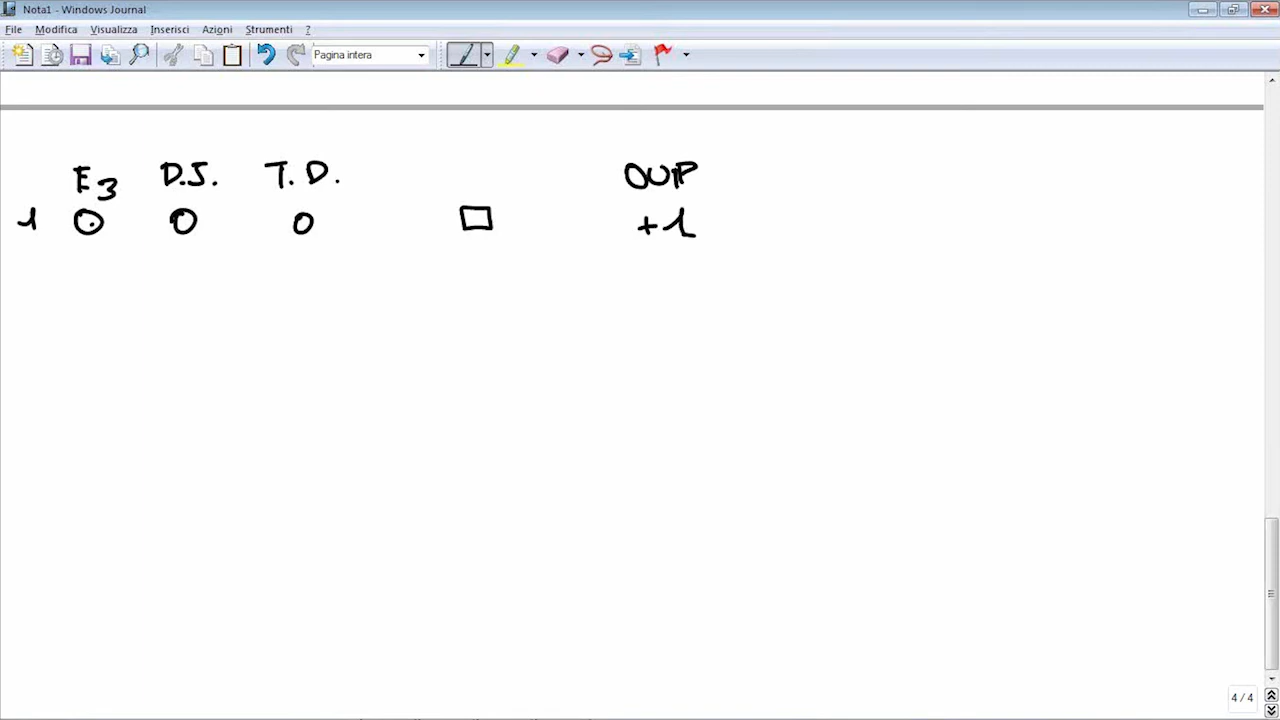 Nota1 - Windows Journal
File Modifica Visualizza Inserisci Azioni Strumenti ?
Pagina intera
E3 D.S. T.D. OUP
1 0 0 0 □ +1
4 / 4